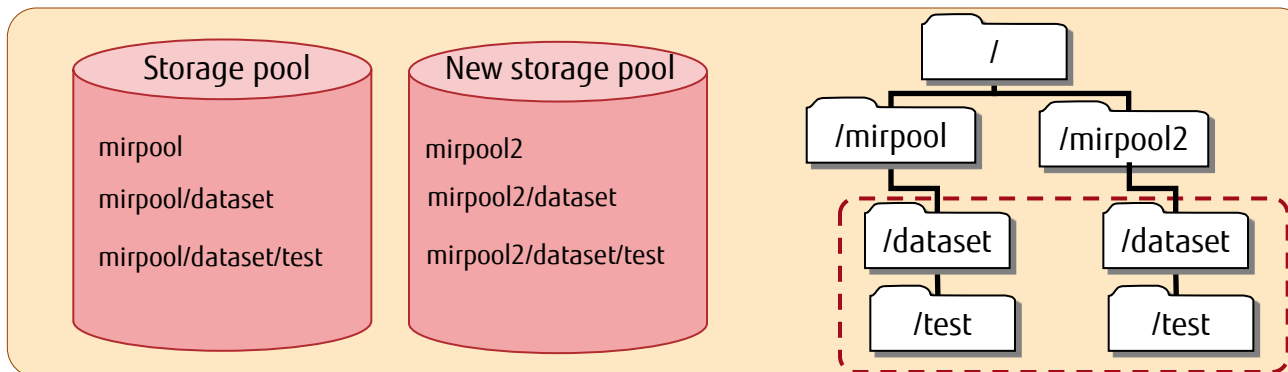 Storage pool
mirpool
mirpool/dataset
mirpool/dataset/test
New storage pool
mirpool2
mirpool2/dataset
mirpool2/dataset/test
/
/mirpool
/mirpool2
/dataset
/dataset
/test
/test